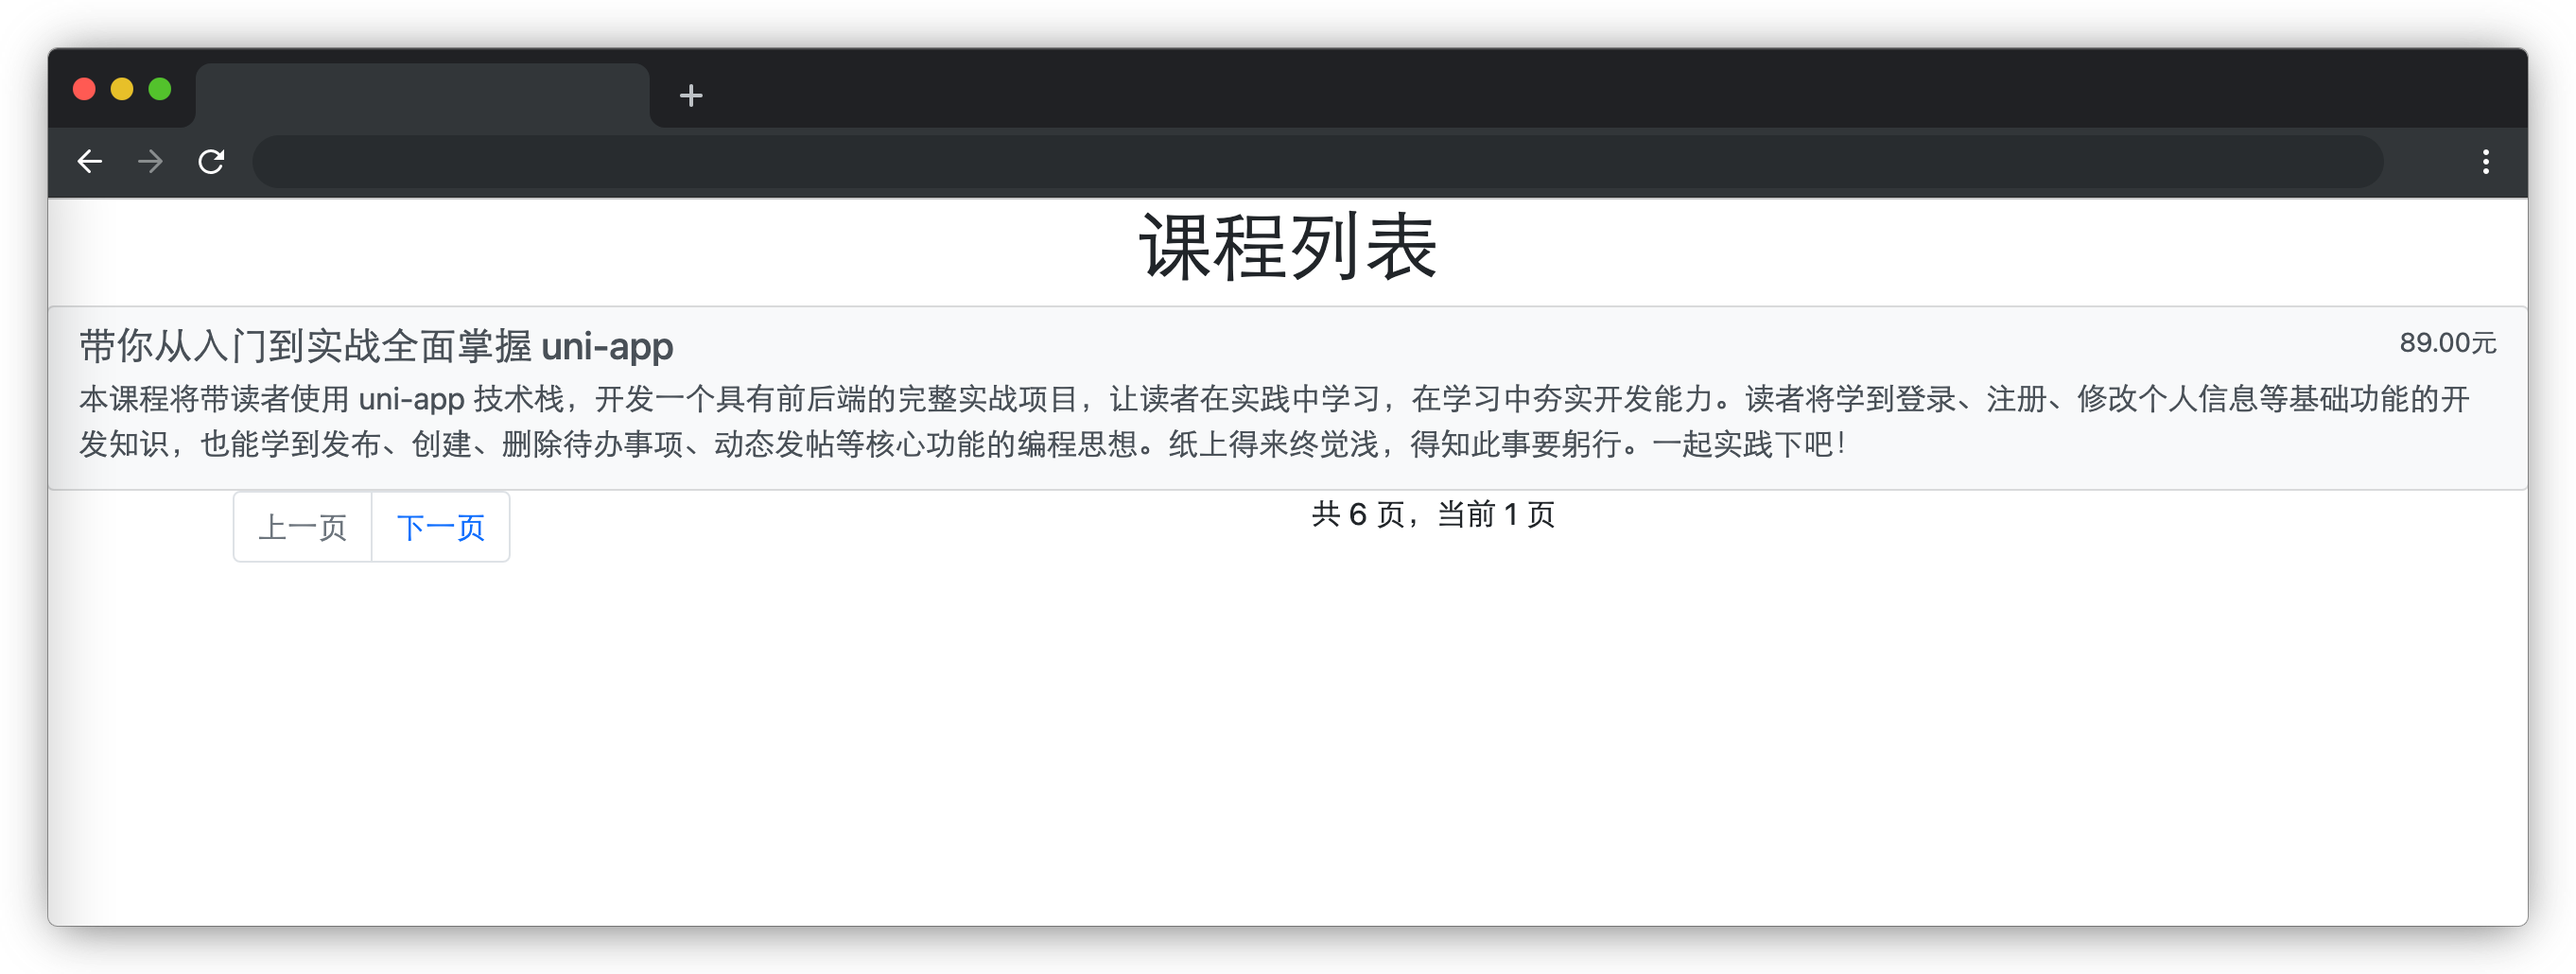 课程列表
带你从入门到实战全面掌握 uni-app
89.00元
本课程将带读者使用 uni-app 技术栈，开发一个具有前后端的完整实战项目，让读者在实践中学习，在学习中夯实开发能力。读者将学到登录、注册、修改个人信息等基础功能的开
发知识，也能学到发布、创建、删除待办事项、动态发帖等核心功能的编程思想。纸上得来终觉浅，得知此事要躬行。一起实践下吧！
上一页 下一页
共 6 页，当前 1 页